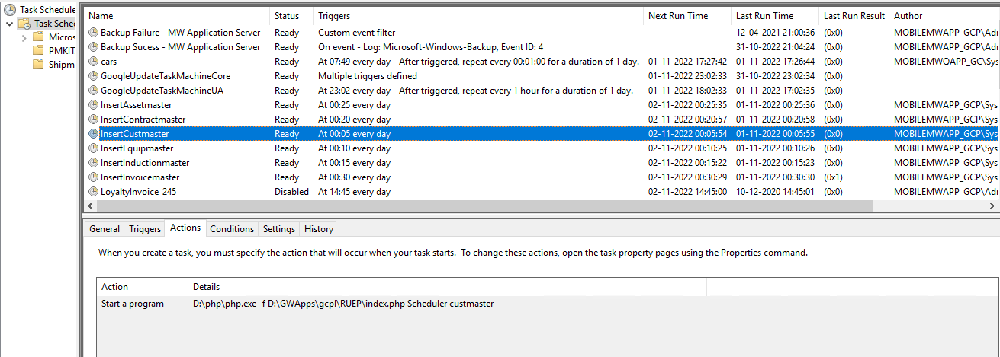 Task Schedule
Task Sched
Micros
PMKIT
Shipm
Name Status Triggers Next Run Time Last Run Time Last Run Result Author
Backup Failure - MW Application Server Ready Custom event filter 12-04-2021 21:00:36 (0x0) MOBILEMWAPP_GCP\Adr
Backup Sucess - MW Application Server Ready On event - Log: Microsoft-Windows-Backup, Event ID: 4 31-10-2022 21:04:24 (0x0) MOBILEMWAPP_GCP\Adr
cars Ready At 07:49 every day - After triggered, repeat every 00:01:00 for a duration of 1 day. 01-11-2022 17:27:42 01-11-2022 17:26:44 (0x0) MOBILEMWQAPP_GC\Sys
GoogleUpdateTaskMachineCore Ready Multiple triggers defined 01-11-2022 23:02:33 31-10-2022 23:02:34 (0x0)
GoogleUpdateTaskMachineUA Ready At 23:02 every day - After triggered, repeat every 1 hour for a duration of 1 day. 01-11-2022 18:02:33 01-11-2022 17:02:35 (0x0)
InsertAssetmaster Ready At 00:25 every day 02-11-2022 00:25:35 01-11-2022 00:25:36 (0x0) MOBILEMWAPP_GCP\Sys
InsertContractmaster Ready At 00:20 every day 02-11-2022 00:20:57 01-11-2022 00:20:58 (0x0) MOBILEMWAPP_GCP\Sys
InsertCustmaster Ready At 00:05 every day 02-11-2022 00:05:54 01-11-2022 00:05:55 (0x0) MOBILEMWAPP_GCP\Sys
InsertEquipmaster Ready At 00:10 every day 02-11-2022 00:10:25 01-11-2022 00:10:26 (0x0) MOBILEMWAPP_GCP\Sys
InsertInductionmaster Ready At 00:15 every day 02-11-2022 00:15:22 01-11-2022 00:15:23 (0x0) MOBILEMWAPP_GCP\Sys
InsertInvoicemaster Ready At 00:30 every day 02-11-2022 00:30:29 01-11-2022 00:30:30 (0x1) MOBILEMWAPP_GCP\Sys
LoyaltyInvoice_245 Disabled At 14:45 every day 02-11-2022 14:45:00 10-12-2020 14:45:01 (0x0) MOBILEMWAPP_GCP\Adr
General Triggers Actions Conditions Settings History
When you create a task, you must specify the action that will occur when your task starts. To change these actions, open the task property pages using the Properties command.
Action Details
Start a program D:\php\php.exe -f D:\GWApps\gcpl\RUEP\index.php Scheduler custmaster